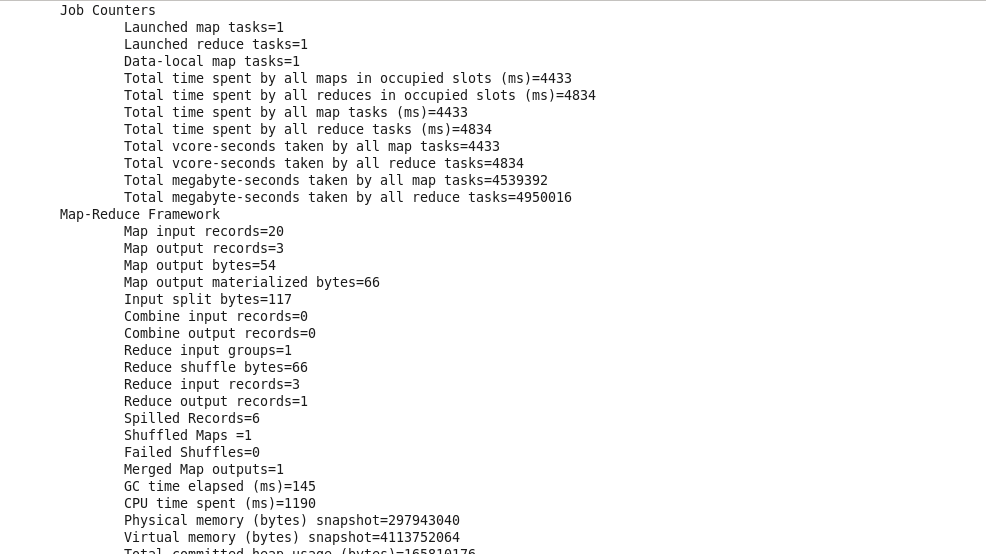 Job Counters
Launched map tasks=1
Launched reduce tasks=1
Data-local map tasks=1
Total time spent by all maps in occupied slots (ms)=4433
Total time spent by all reduces in occupied slots (ms)=4834
Total time spent by all map tasks (ms)=4433
Total time spent by all reduce tasks (ms)=4834
Total vcore-seconds taken by all map tasks=4433
Total vcore-seconds taken by all reduce tasks=4834
Total megabyte-seconds taken by all map tasks=4539392
Total megabyte-seconds taken by all reduce tasks=4950016
Map-Reduce Framework
Map input records=20
Map output records=3
Map output bytes=54
Map output materialized bytes=66
Input split bytes=117
Combine input records=0
Combine output records=0
Reduce input groups=1
Reduce shuffle bytes=66
Reduce input records=3
Reduce output records=1
Spilled Records=6
Shuffled Maps =1
Failed Shuffles=0
Merged Map outputs=1
GC time elapsed (ms)=145
CPU time spent (ms)=1190
Physical memory (bytes) snapshot=297943040
Virtual memory (bytes) snapshot=4113752064
Total committed heap usage (bytes)=165810176